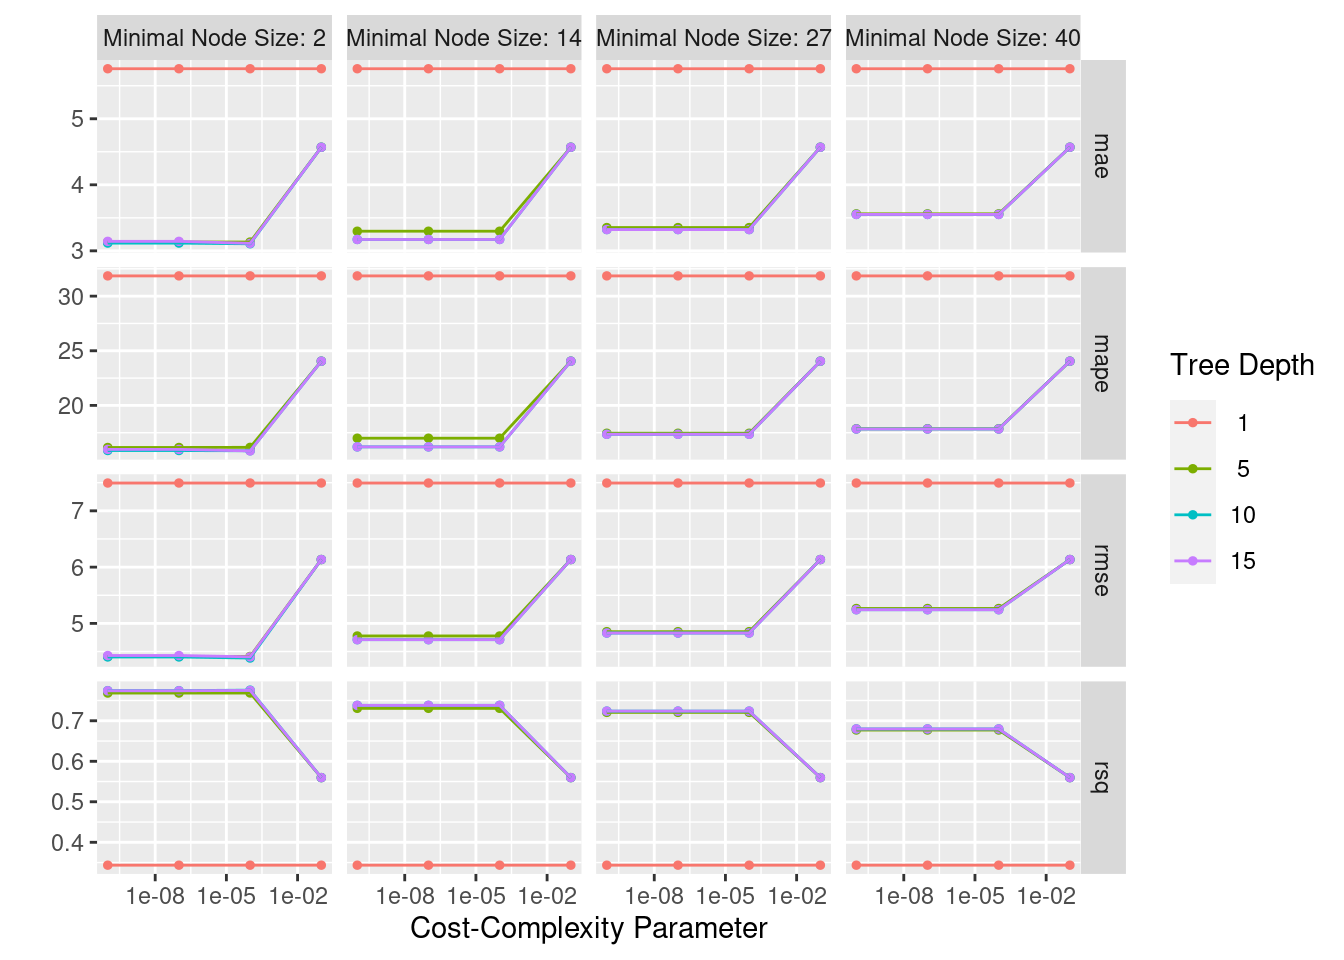 Minimal Node Size: 2
Minimal Node Size: 14
Minimal Node Size: 27
Minimal Node Size: 40
5
4
3
mae
30
25
20
mape
7
6
5
rmse
0.7
0.6
0.5
0.4
rsq
1e-08 1e-05 1e-02
1e-08 1e-05 1e-02
1e-08 1e-05 1e-02
1e-08 1e-05 1e-02
Cost-Complexity Parameter
Tree Depth
1
5
10
15